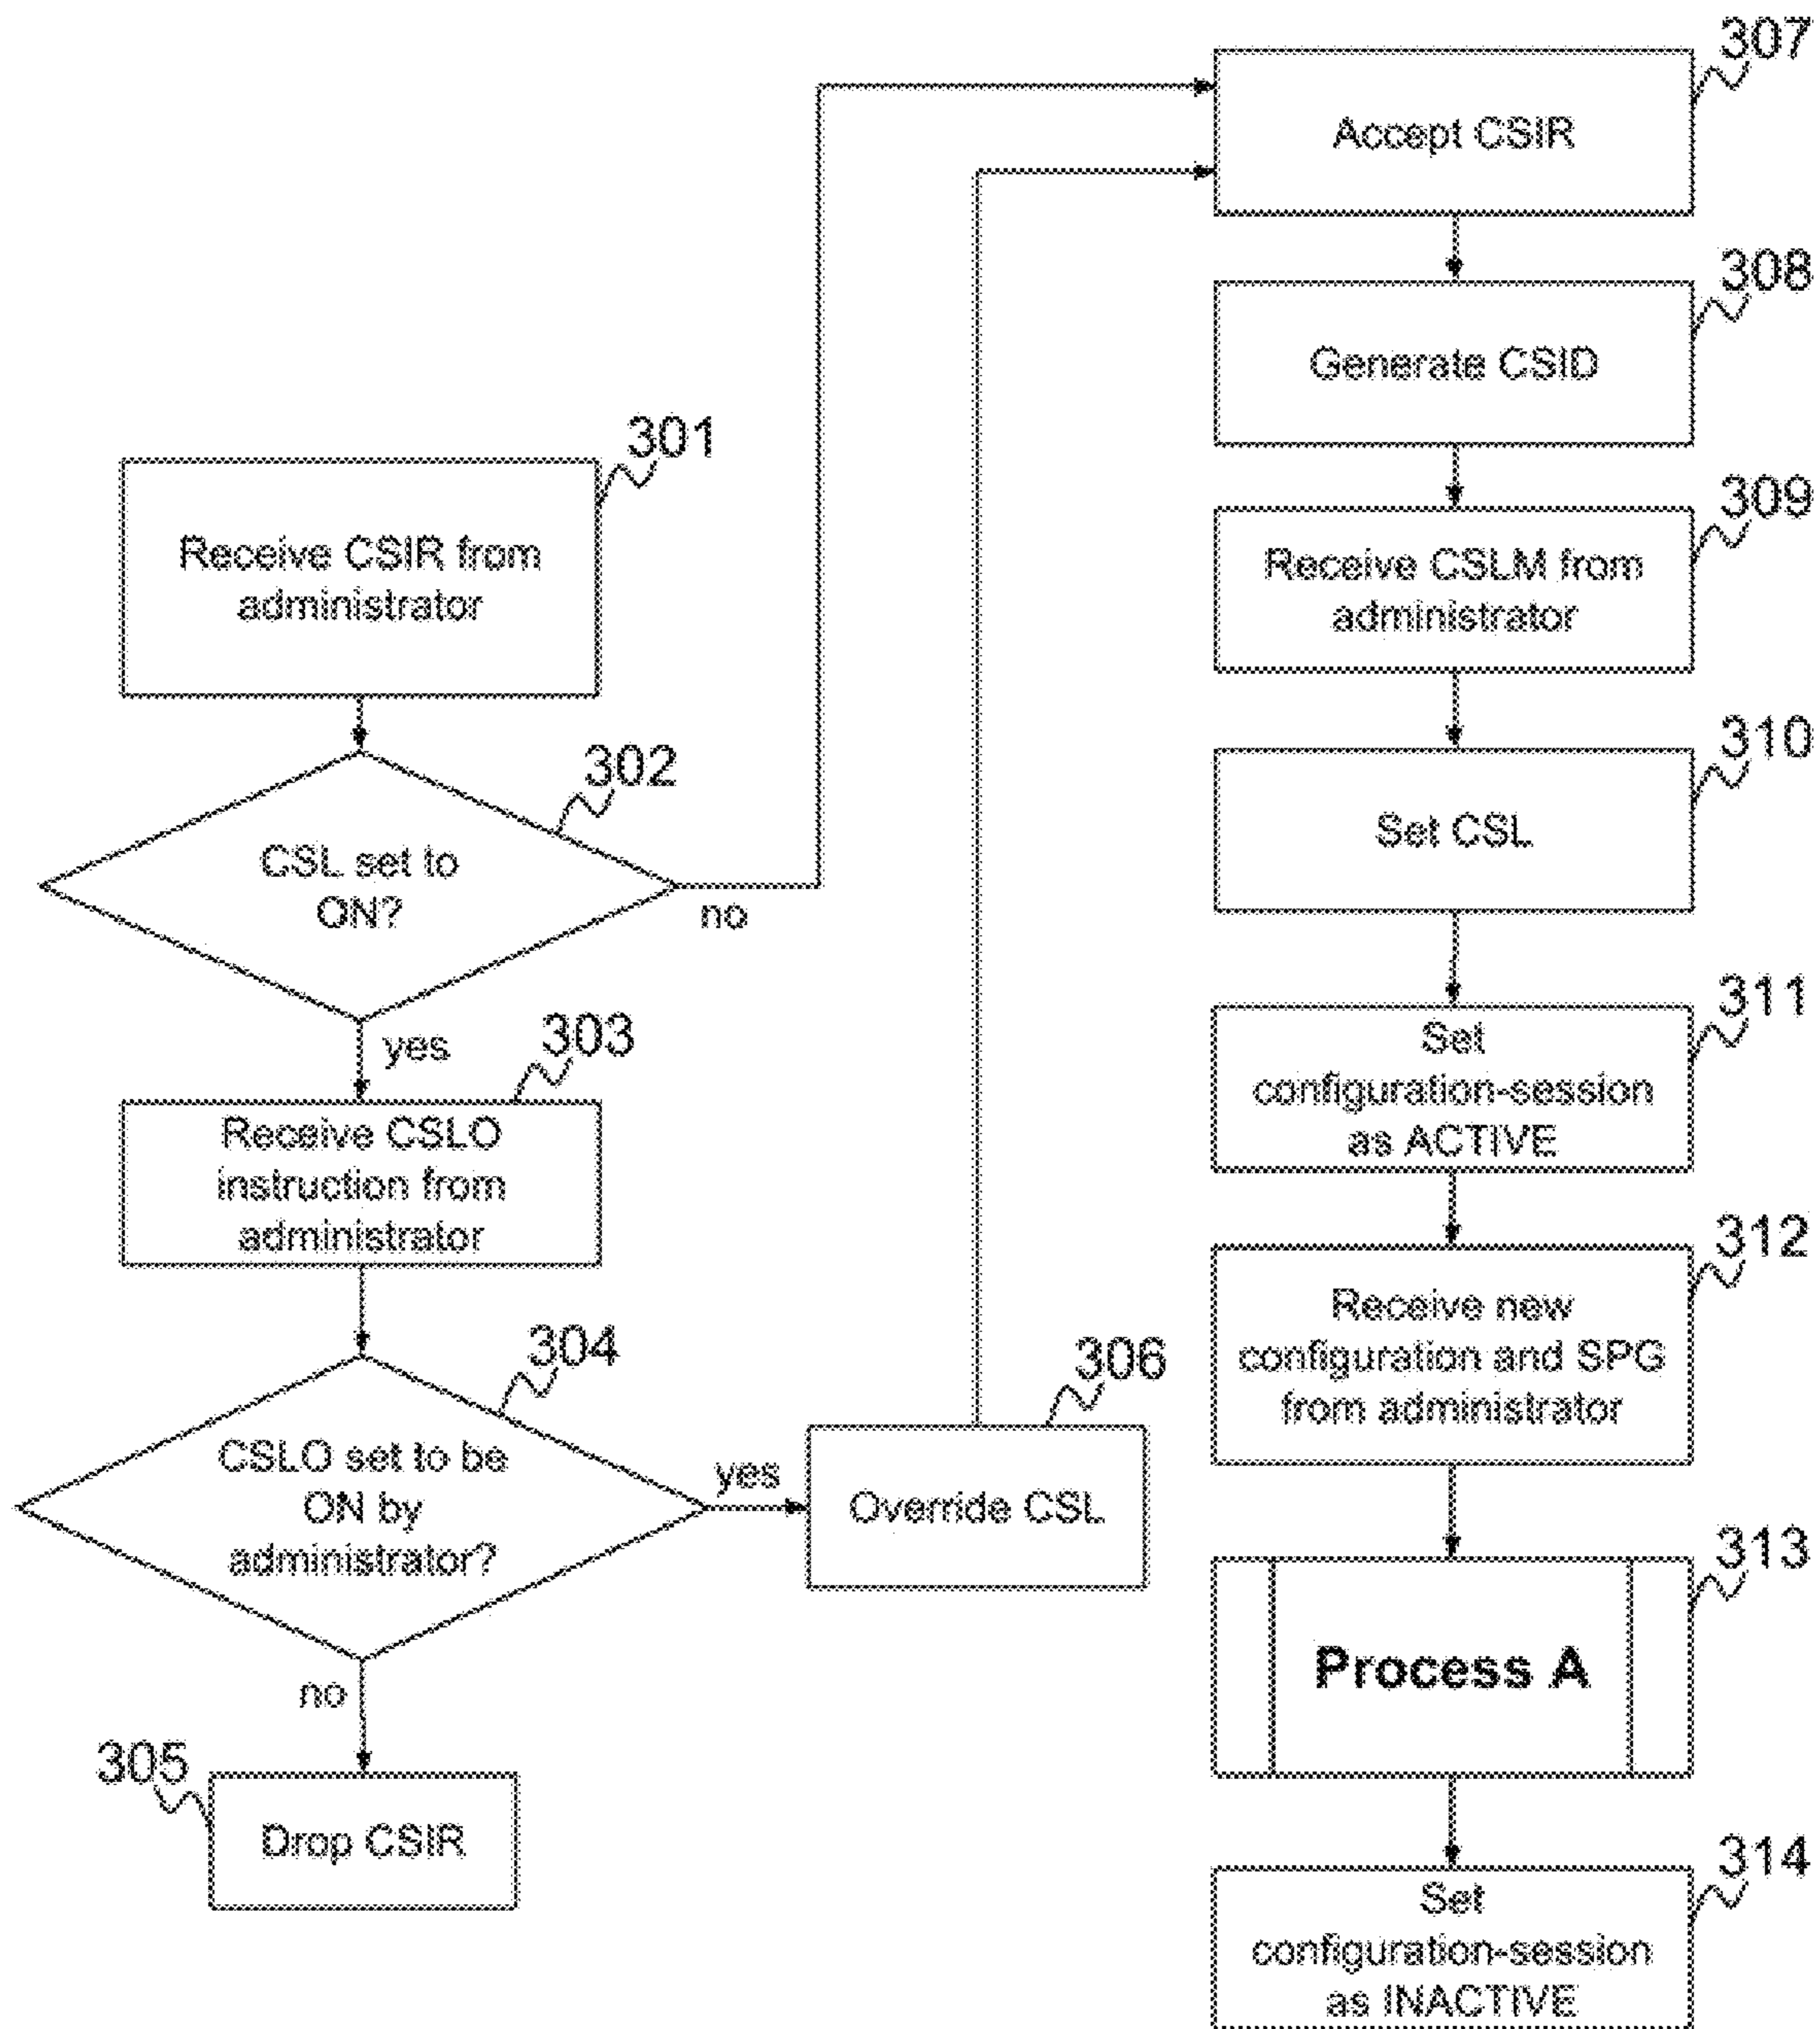 301
Receive CSIR from
administrator
302
CSL set to
ON?
no
yes
303
Receive CSLO
instruction from
administrator
304
CSLO set to be
ON by
administrator?
yes
no
305
Drop CSIR
306
Override CSL
307
Accept CSIR
308
Generate CSID
309
Receive CSLM from
administrator
310
Set CSL
311
Set
configuration-session
as ACTIVE
312
Receive new
configuration and SPG
from administrator
313
Process A
314
Set
configuration-session
as INACTIVE